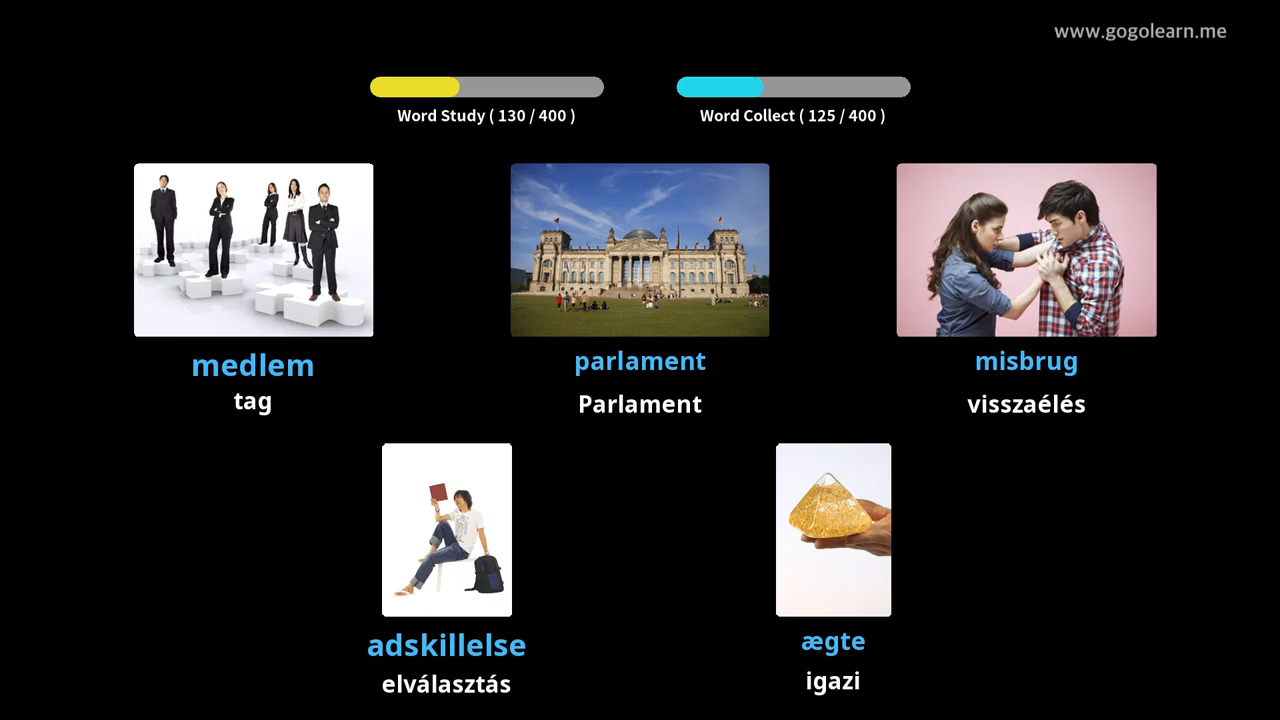 www.gogolearn.me
Word Study ( 130 / 400 )
Word Collect ( 125 / 400 )
medlem
tag
parlament
Parlament
misbrug
visszaélés
adskillelse
elválasztás
ægte
igazi